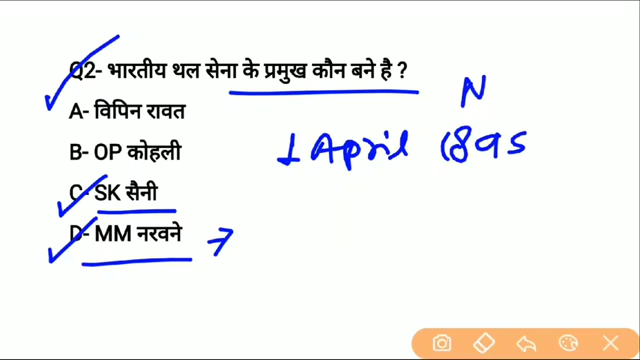 Q2- भारतीय थल सेना के प्रमुख कौन बने है ?
N
A- विपिन रावत
1 April 1895
B- OP कोहली
C- SK सैनी
D- MM नरवने